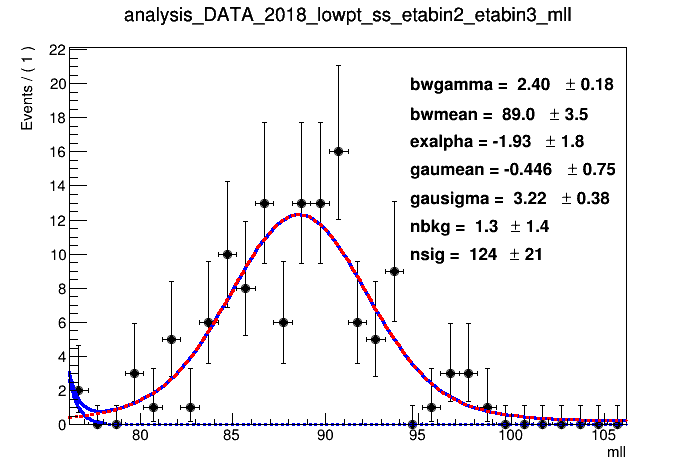 analysis_DATA_2018_lowpt_ss_etabin2_etabin3_mll
Events / ( 1 )
22
20
18
16
14
12
10
8
6
4
2
0
bwgamma = 2.40 ± 0.18
bwmean = 89.0 ± 3.5
exalpha = -1.93 ± 1.8
gaumean = -0.446 ± 0.75
gausigma = 3.22 ± 0.38
nbkg = 1.3 ± 1.4
nsig = 124 ± 21
80 85 90 95 100 105
mll